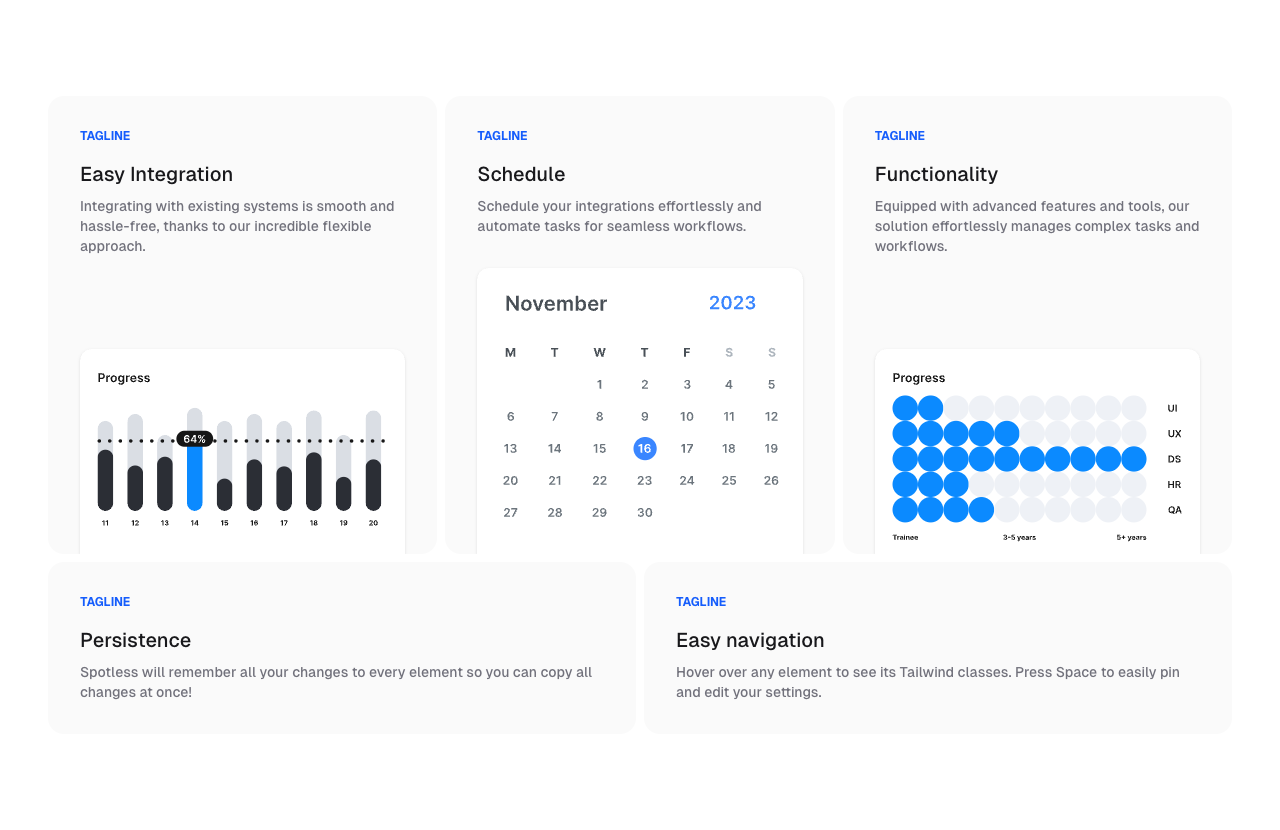 TAGLINE
Easy Integration
Integrating with existing systems is smooth and
hassle-free, thanks to our incredible flexible
approach.
Progress
64%
11 12 13 14 15 16 17 18 19 20
TAGLINE
Schedule
Schedule your integrations effortlessly and
automate tasks for seamless workflows.
November 2023
M T W T F S S
1 2 3 4 5
6 7 8 9 10 11 12
13 14 15 16 17 18 19
20 21 22 23 24 25 26
27 28 29 30
TAGLINE
Functionality
Equipped with advanced features and tools, our
solution effortlessly manages complex tasks and
workflows.
Progress
UI
UX
DS
HR
QA
Trainee 3-5 years 5+ years
TAGLINE
Persistence
Spotless will remember all your changes to every element so you can copy all
changes at once!
TAGLINE
Easy navigation
Hover over any element to see its Tailwind classes. Press Space to easily pin
and edit your settings.